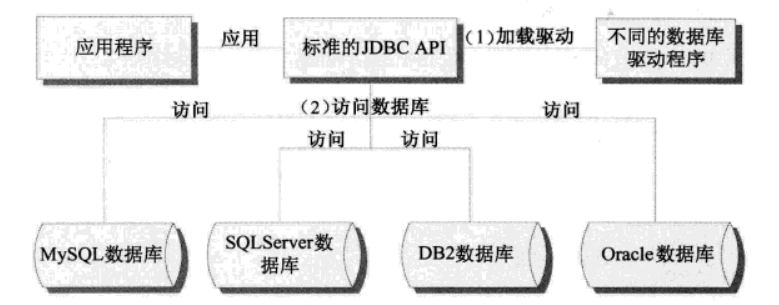 应用程序
应用
标准的JDBC API
(1)加载驱动
不同的数据库
驱动程序
访问
(2)访问数据库
访问
访问
访问
MySQL数据库
SQLServer数
据库
DB2数据库
Oracle数据库